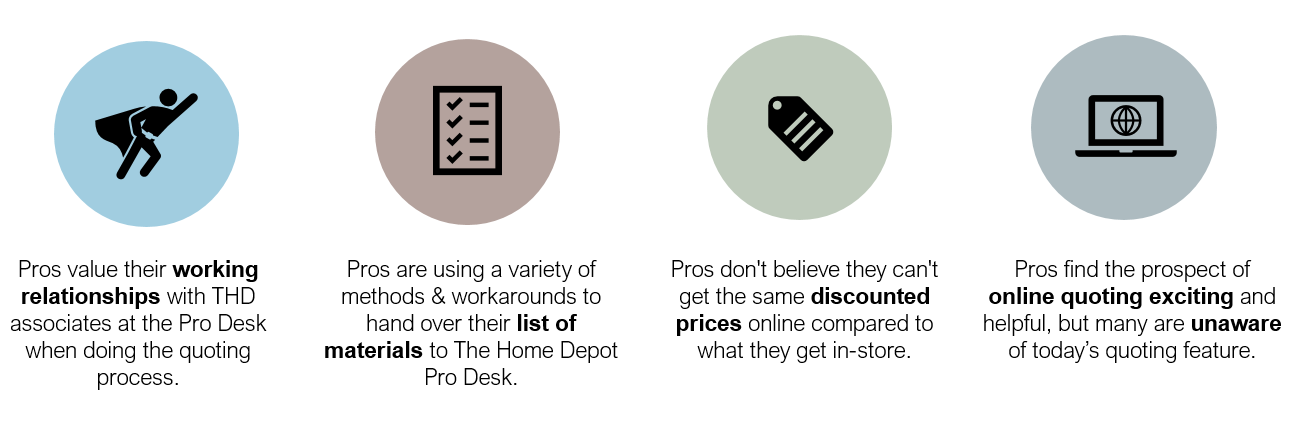 Pros value their working
relationships with THD
associates at the Pro Desk
when doing the quoting
process.
Pros are using a variety of
methods & workarounds to
hand over their list of
materials to The Home Depot
Pro Desk.
Pros don't believe they can't
get the same discounted
prices online compared to
what they get in-store.
Pros find the prospect of
online quoting exciting and
helpful, but many are unaware
of today’s quoting feature.